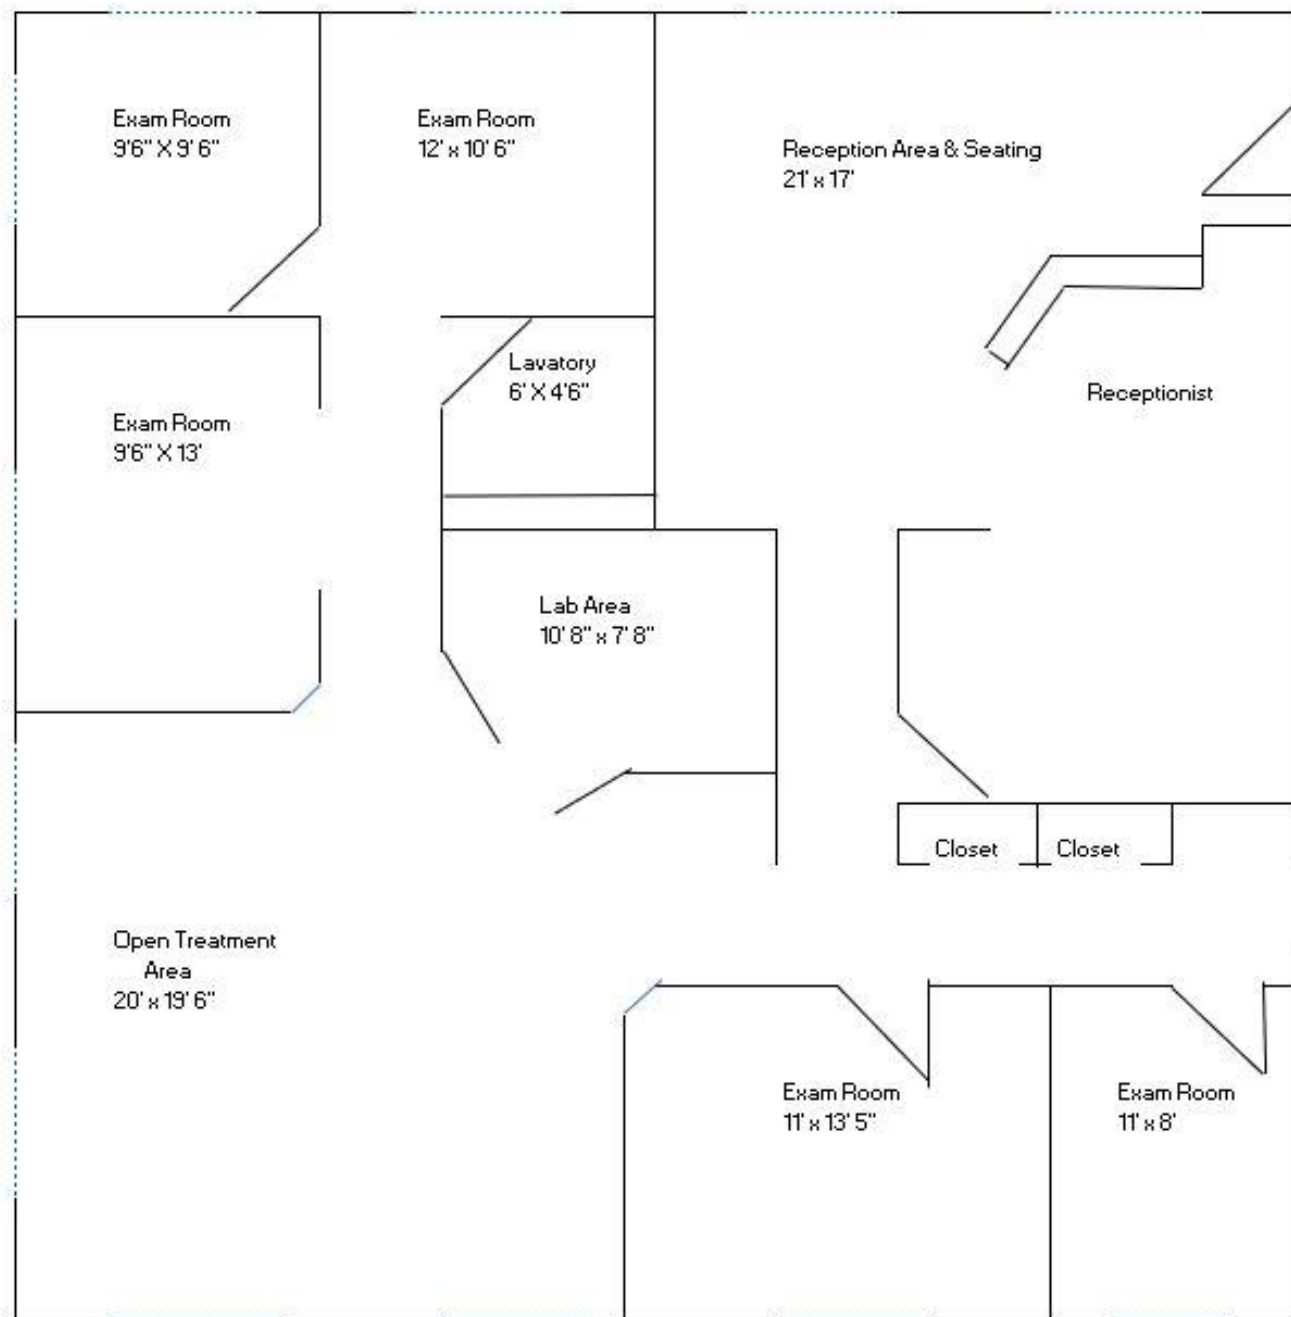 Exam Room
9'6" X 9' 6"
Exam Room
12' x 10' 6"
Reception Area & Seating
21' x 17'
Lavatory
6' X 4'6"
Receptionist
Exam Room
9'6" X 13'
Lab Area
10' 8" x 7' 8"
Closet
Closet
Open Treatment
Area
20' x 19' 6"
Exam Room
11' x 13' 5"
Exam Room
11' x 8'